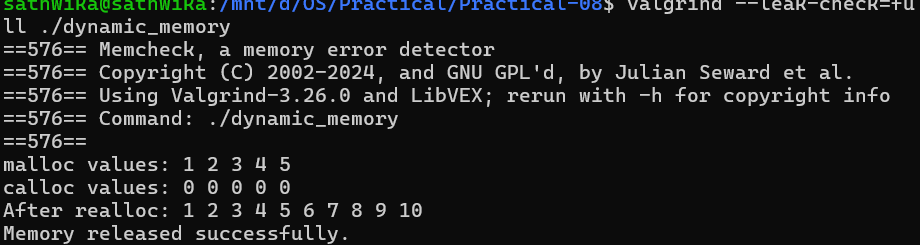 sathwika@sathwika:/mnt/d/OS/Practical/Practical-08$ valgrind --leak-check=fu
ll ./dynamic_memory
==576== Memcheck, a memory error detector
==576== Copyright (C) 2002-2024, and GNU GPL'd, by Julian Seward et al.
==576== Using Valgrind-3.26.0 and LibVEX; rerun with -h for copyright info
==576== Command: ./dynamic_memory
==576==
malloc values: 1 2 3 4 5
calloc values: 0 0 0 0 0
After realloc: 1 2 3 4 5 6 7 8 9 10
Memory released successfully.